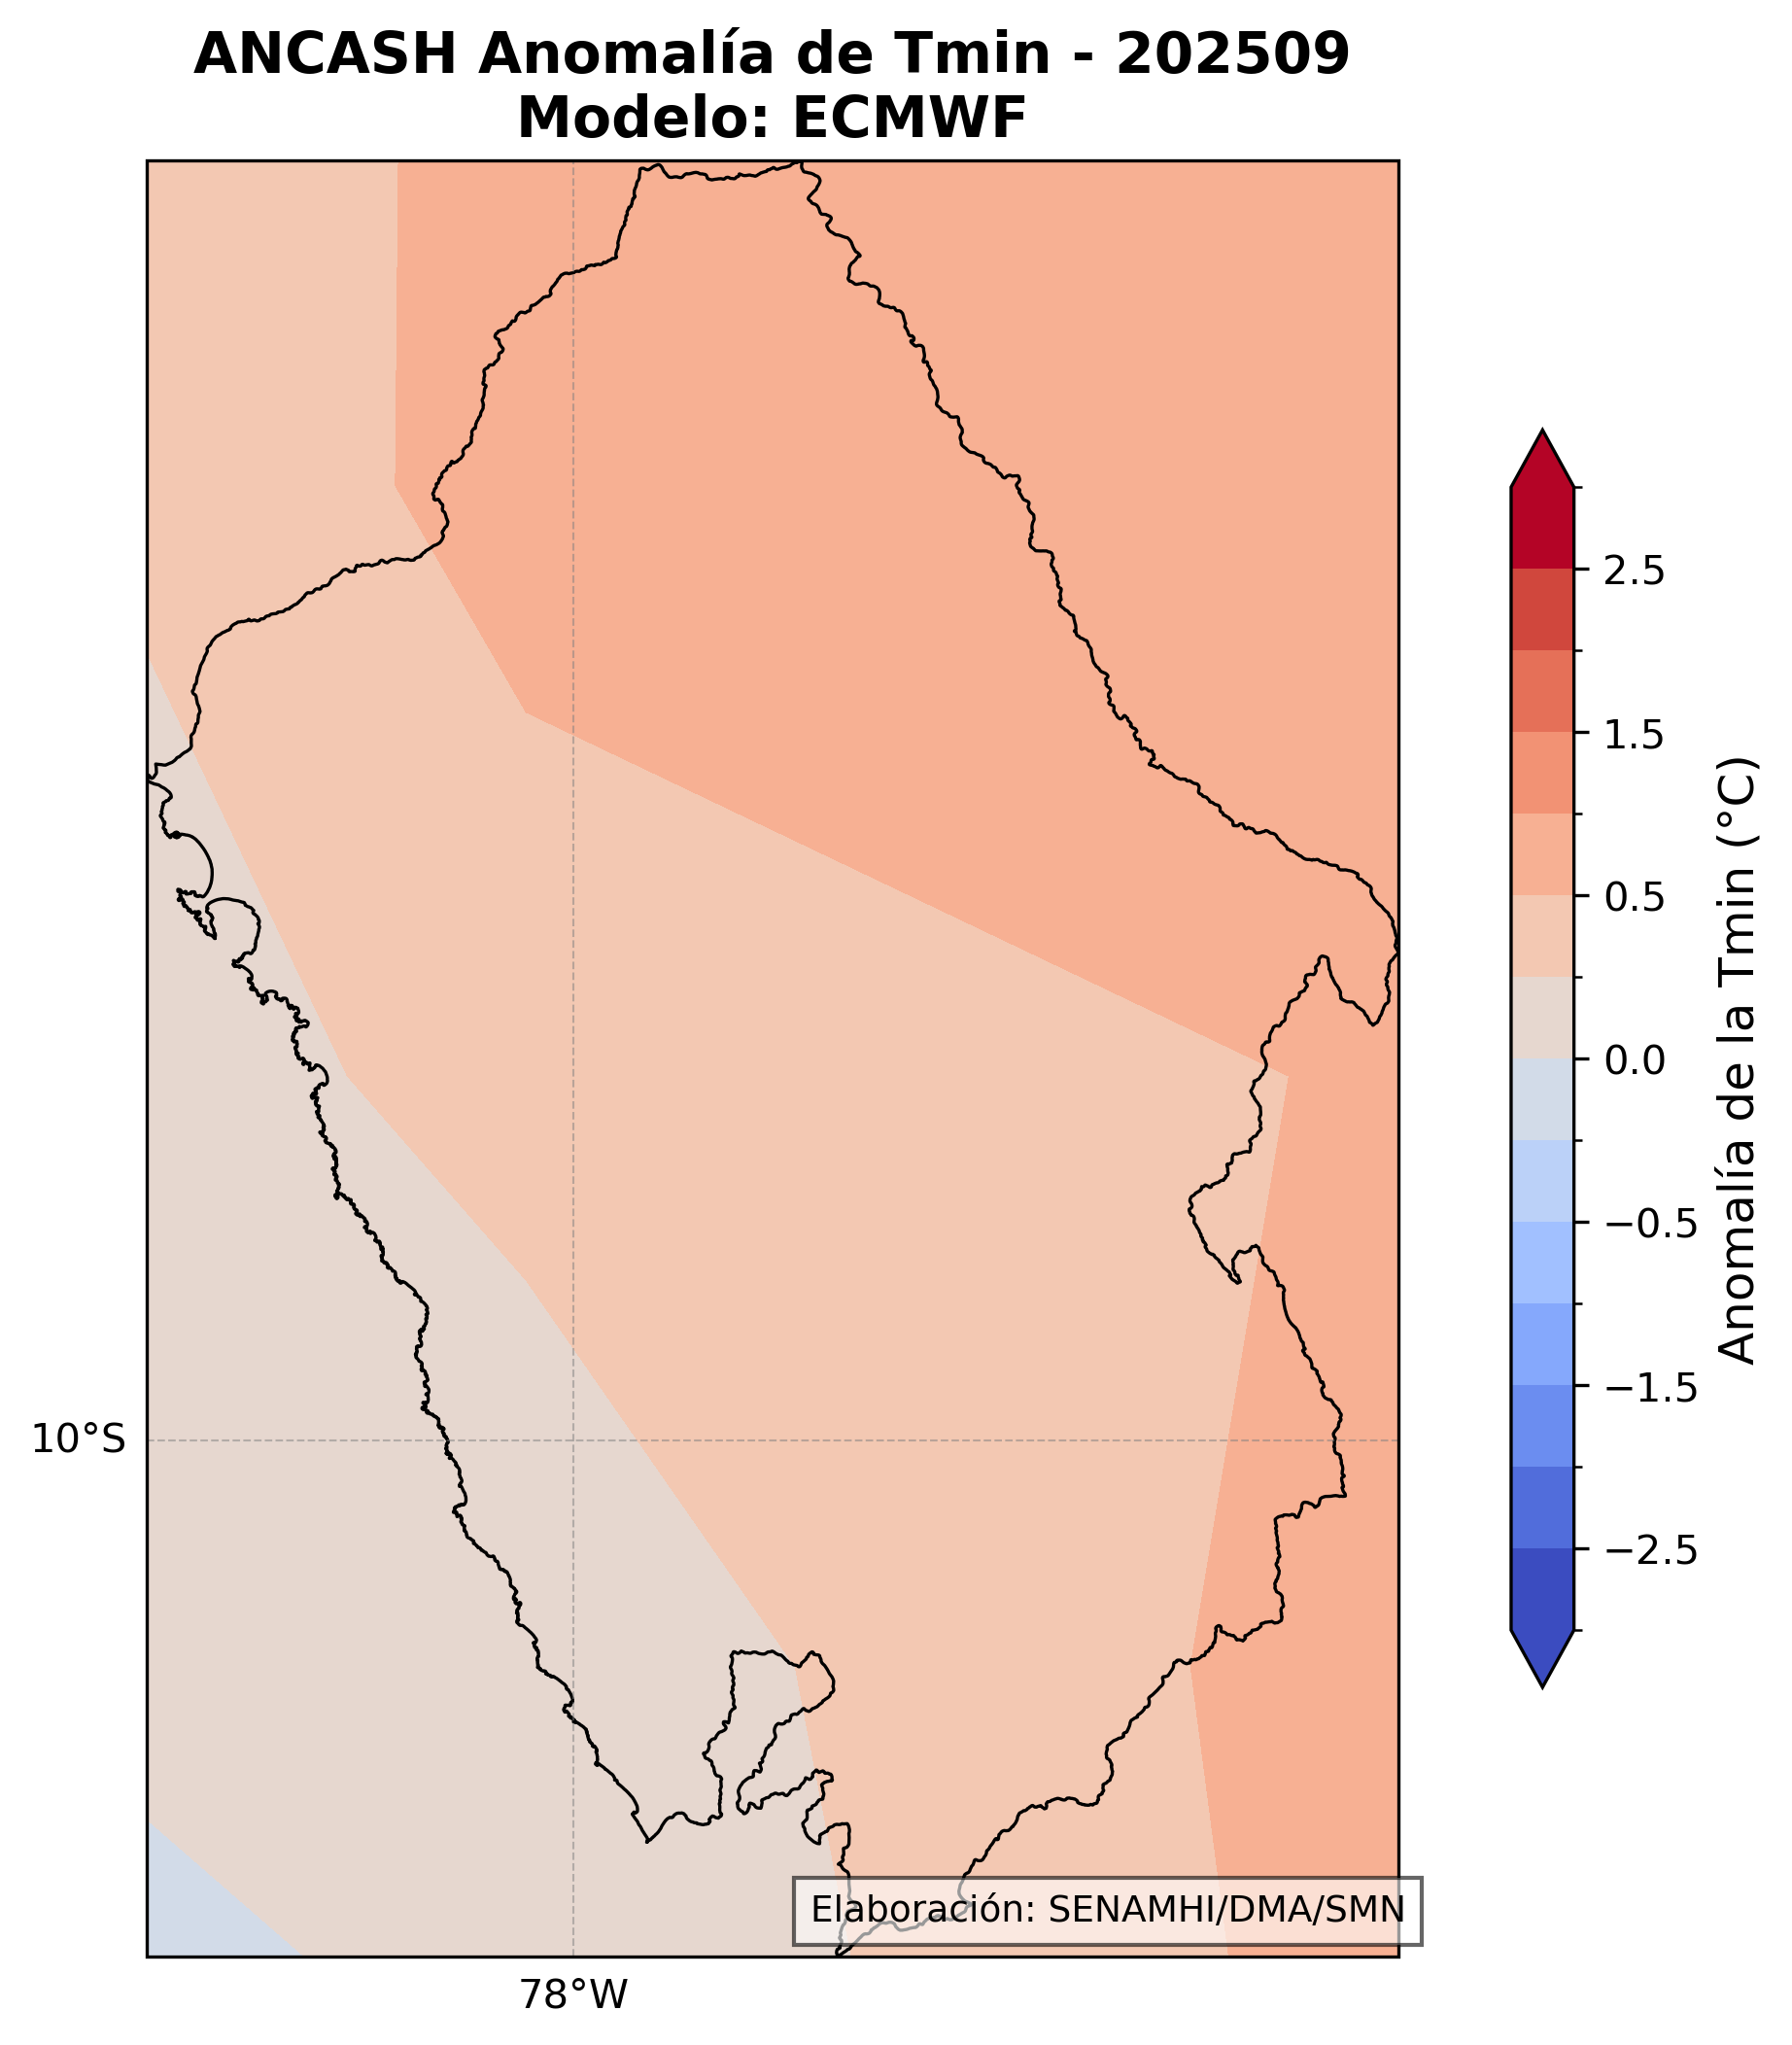 ANCASH Anomalía de Tmin - 202509
Modelo: ECMWF
2.5
1.5
0.5
0.0
−0.5
−1.5
−2.5
Anomalía de la Tmin (°C)
10°S
78°W
Elaboración: SENAMHI/DMA/SMN